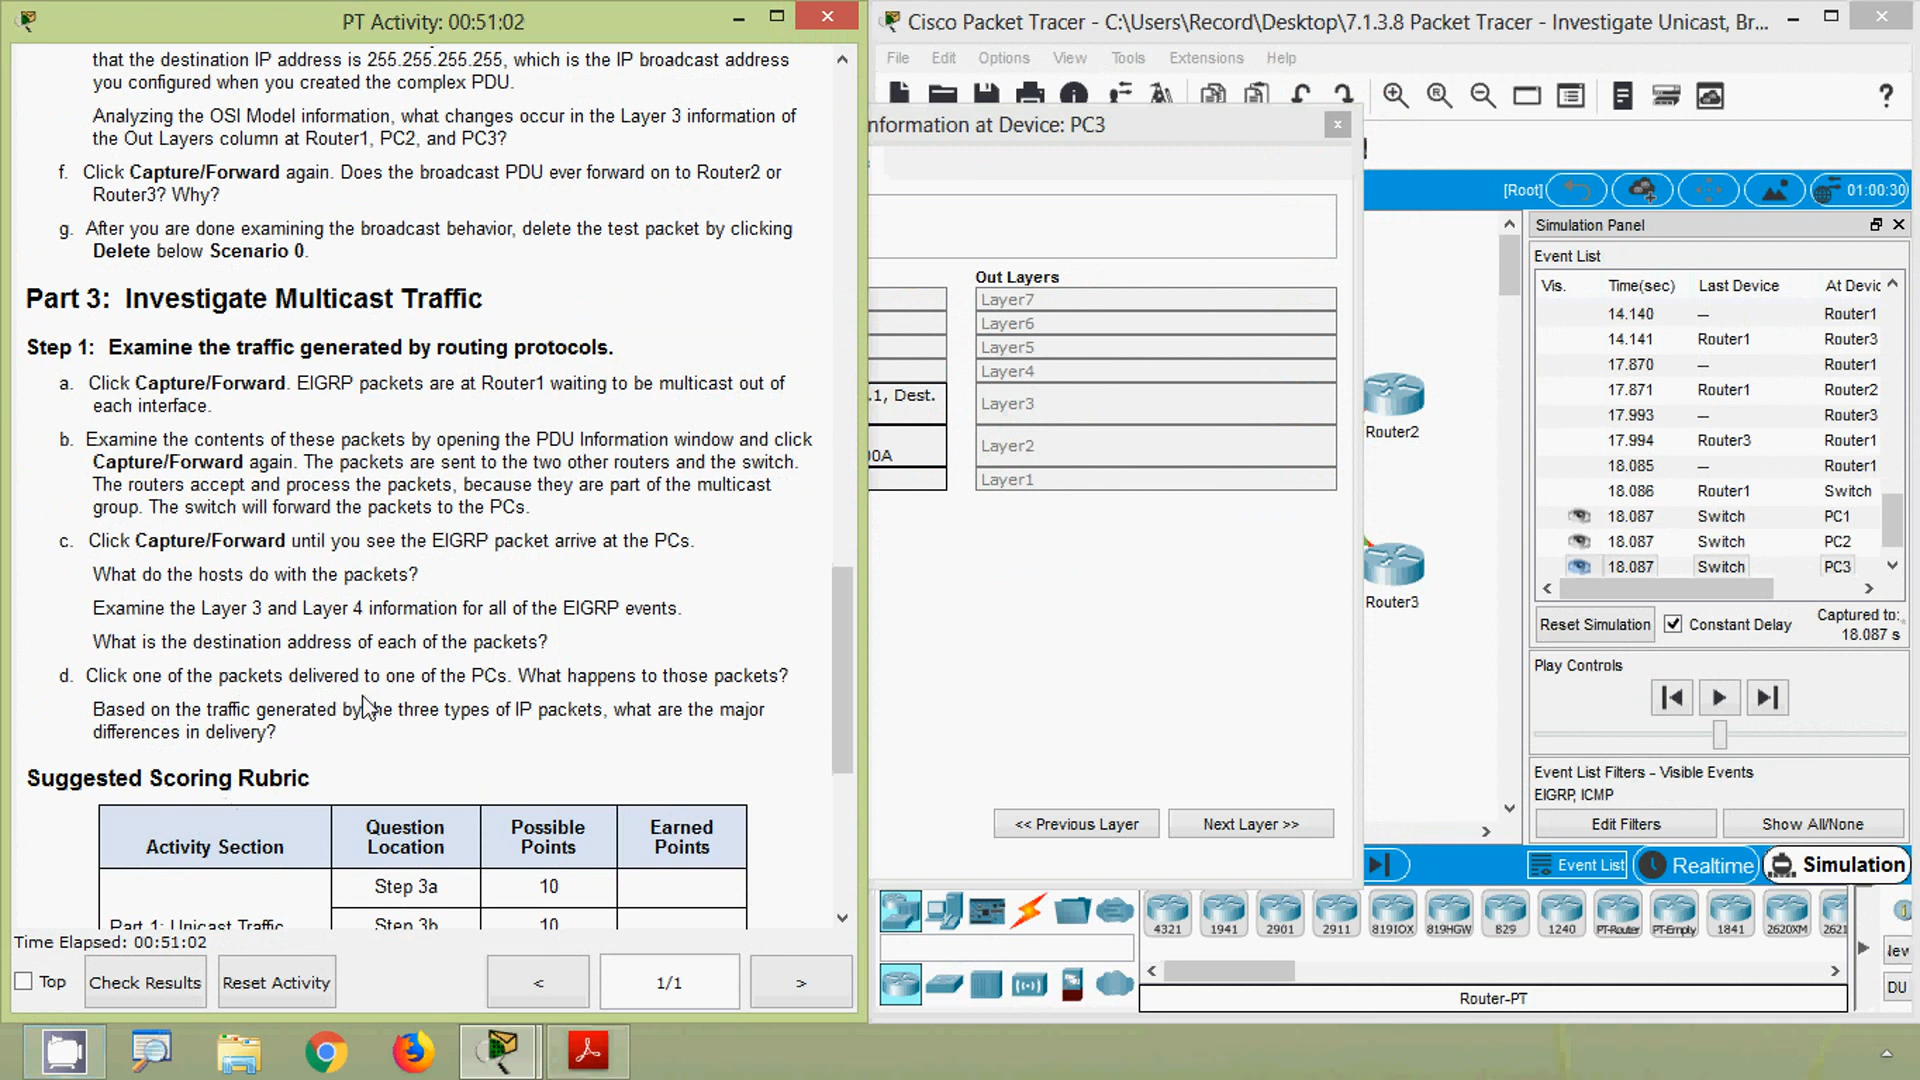 PT Activity: 00:51:02
that the destination IP address is 255.255.255.255, which is the IP broadcast address
you configured when you created the complex PDU.
Analyzing the OSI Model information, what changes occur in the Layer 3 information of
the Out Layers column at Router1, PC2, and PC3?
f. Click Capture/Forward again. Does the broadcast PDU ever forward on to Router2 or
Router3? Why?
g. After you are done examining the broadcast behavior, delete the test packet by clicking
Delete below Scenario 0.
Part 3: Investigate Multicast Traffic
Step 1: Examine the traffic generated by routing protocols.
a. Click Capture/Forward. EIGRP packets are at Router1 waiting to be multicast out of
each interface.
b. Examine the contents of these packets by opening the PDU Information window and click
Capture/Forward again. The packets are sent to the two other routers and the switch.
The routers accept and process the packets, because they are part of the multicast
group. The switch will forward the packets to the PCs.
c. Click Capture/Forward until you see the EIGRP packet arrive at the PCs.
What do the hosts do with the packets?
Examine the Layer 3 and Layer 4 information for all of the EIGRP events.
What is the destination address of each of the packets?
d. Click one of the packets delivered to one of the PCs. What happens to those packets?
Based on the traffic generated by the three types of IP packets, what are the major
differences in delivery?
Suggested Scoring Rubric
Activity Section
Question Location
Possible Points
Earned Points
Step 3a
10
Part 1: Unicast Traffic
Step 3b
10
Time Elapsed: 00:51:02
Top
Check Results
Reset Activity
<
1/1
>
Cisco Packet Tracer - C:\Users\Record\Desktop\7.1.3.8 Packet Tracer - Investigate Unicast, Br...
File Edit Options View Tools Extensions Help
?
nformation at Device: PC3
x
[Root]
01:00:30
Out Layers
Layer7
Layer6
Layer5
Layer4
.1, Dest.
Layer3
Layer2
00A
Layer1
<< Previous Layer
Next Layer >>
Router2
Router3
Simulation Panel
Event List
Vis. Time(sec) Last Device At Devic
14.140 -- Router1
14.141 Router1 Router3
17.870 -- Router1
17.871 Router1 Router2
17.993 -- Router3
17.994 Router3 Router1
18.085 -- Router1
18.086 Router1 Switch
18.087 Switch PC1
18.087 Switch PC2
18.087 Switch PC3
Reset Simulation
Constant Delay
Captured to:
18.087 s
Play Controls
Event List Filters - Visible Events
EIGRP, ICMP
Edit Filters
Show All/None
Event List
Realtime
Simulation
4321 1941 2901 2911 819IOX 819HGW 829 1240 PT-Router PT-Empty 1841 2620XM 2621
Router-PT
DU